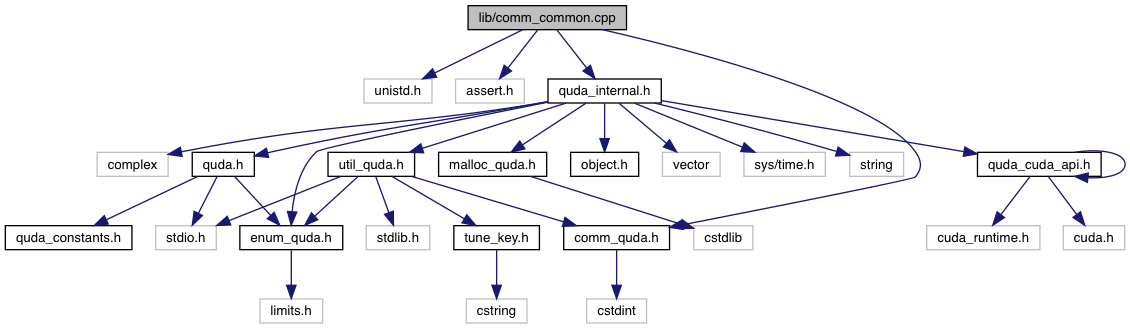 lib/comm_common.cpp
unistd.h
assert.h
quda_internal.h
complex
quda.h
util_quda.h
malloc_quda.h
object.h
vector
sys/time.h
string
quda_cuda_api.h
quda_constants.h
stdio.h
enum_quda.h
stdlib.h
tune_key.h
comm_quda.h
cstdlib
cuda_runtime.h
cuda.h
limits.h
cstring
cstdint